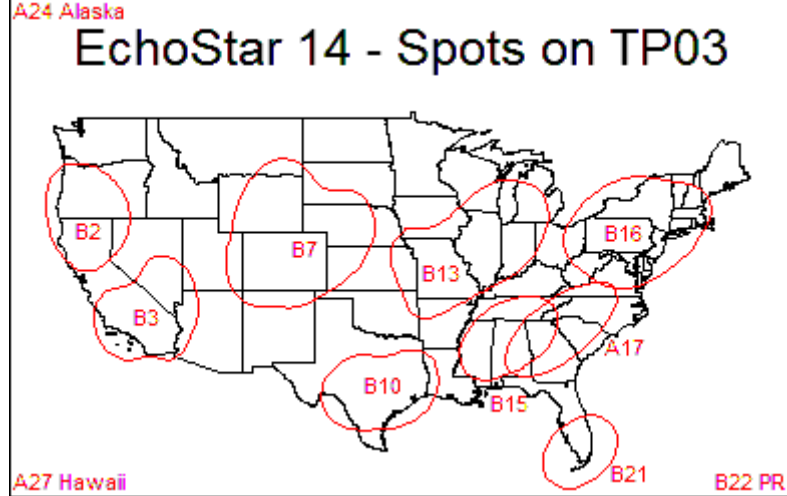 A24 Alaska
EchoStar 14 - Spots on TP03
B2
B7
B16
B13
B3
A17
B10
B15
B21
A27 Hawaii
B22 PR